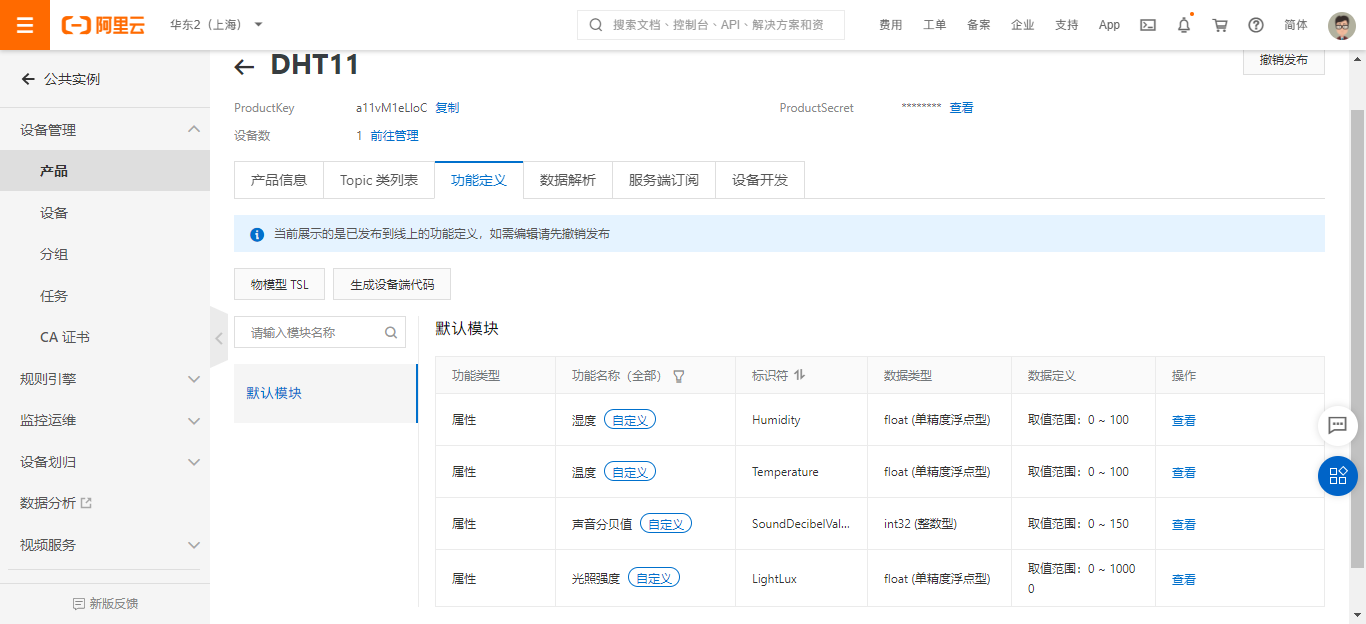 阿里云
华东2（上海）
搜索文档、控制台、API、解决方案和资
费用 工单 备案 企业 支持 App 简体
公共实例
设备管理
产品
设备
分组
任务
CA 证书
规则引擎
监控运维
设备划归
数据分析
视频服务
新版反馈
DHT11
撤销发布
ProductKey a11vM1eLloC 复制 ProductSecret ******** 查看
设备数 1 前往管理
产品信息 Topic 类列表 功能定义 数据解析 服务端订阅 设备开发
当前展示的是已发布到线上的功能定义，如需编辑请先撤销发布
物模型 TSL 生成设备端代码
请输入模块名称
默认模块
默认模块
功能类型 功能名称（全部） 标识符 数据类型 数据定义 操作
属性 湿度 自定义 Humidity float (单精度浮点型) 取值范围：0 ~ 100 查看
属性 温度 自定义 Temperature float (单精度浮点型) 取值范围：0 ~ 100 查看
属性 声音分贝值 自定义 SoundDecibelVal... int32 (整数型) 取值范围：0 ~ 150 查看
属性 光照强度 自定义 LightLux float (单精度浮点型) 取值范围：0 ~ 1000
0 查看